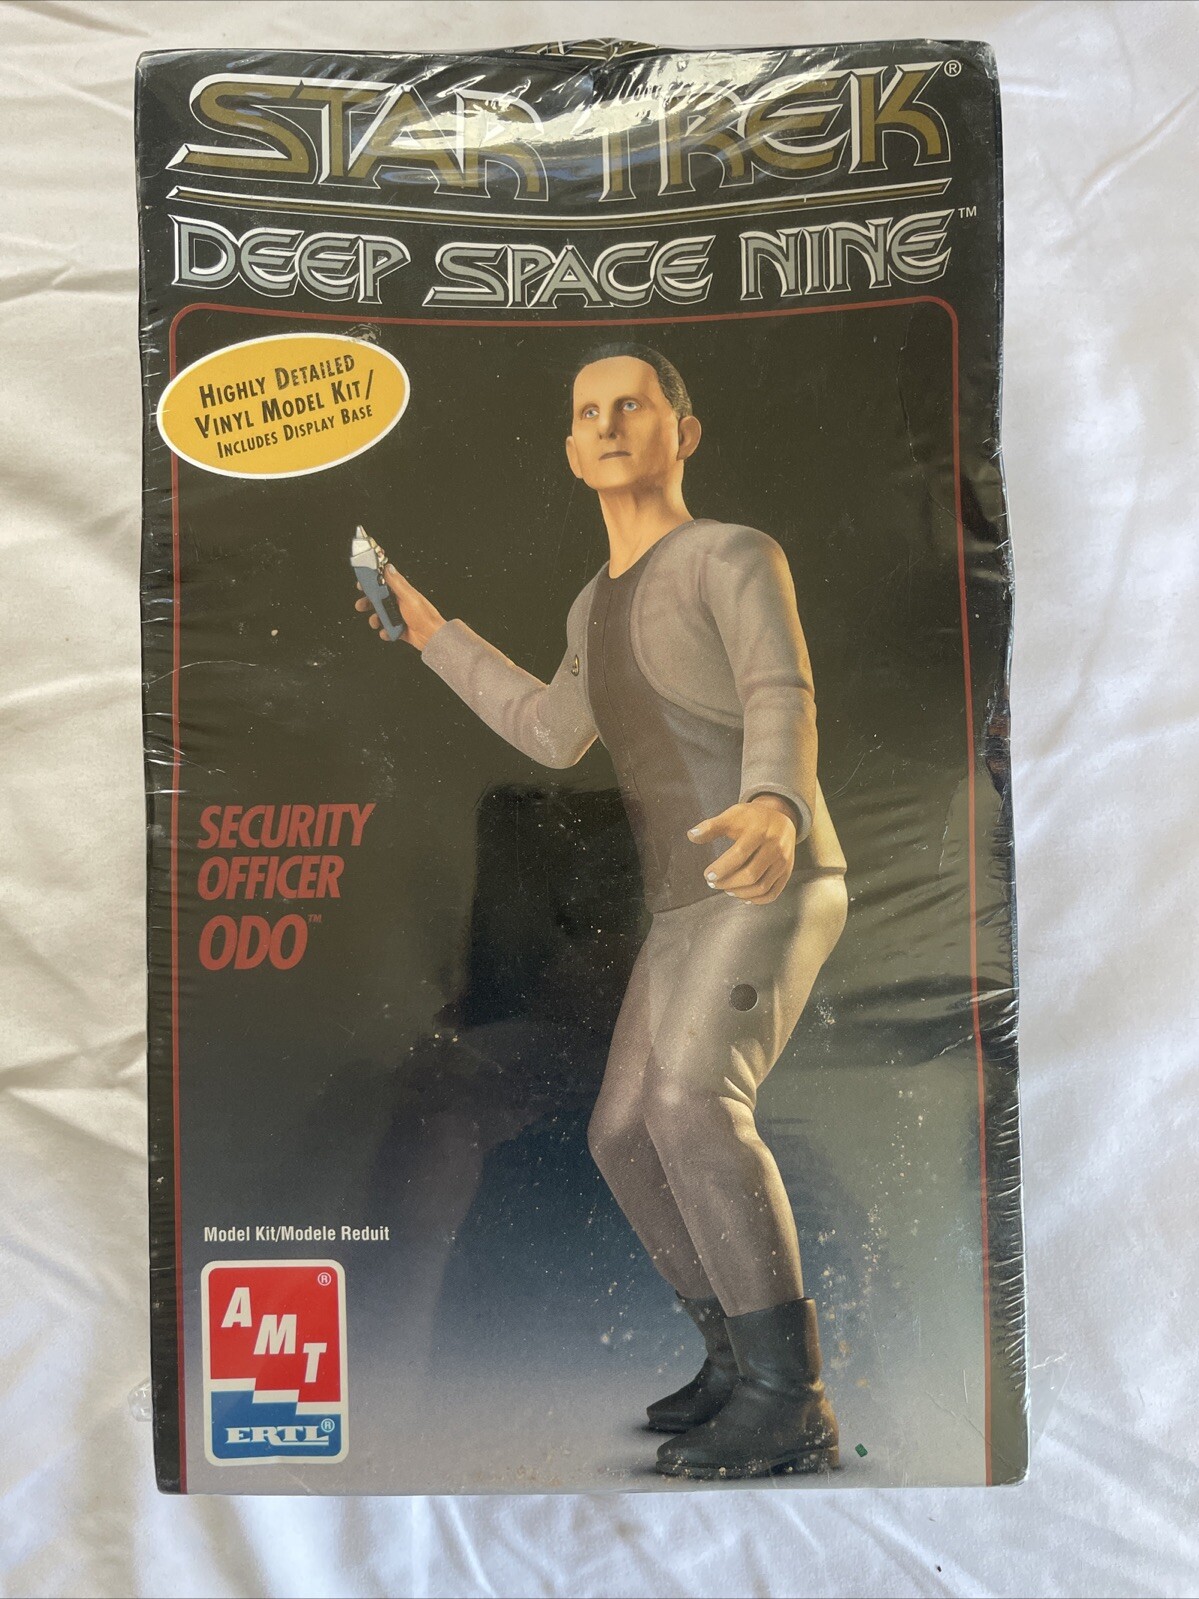 STAR TREK®
DEEP SPACE NINE™
HIGHLY DETAILED
VINYL MODEL KIT/
INCLUDES DISPLAY BASE
SECURITY
OFFICER
ODO™
Model Kit/Modele Reduit
AMT®
ERTL®